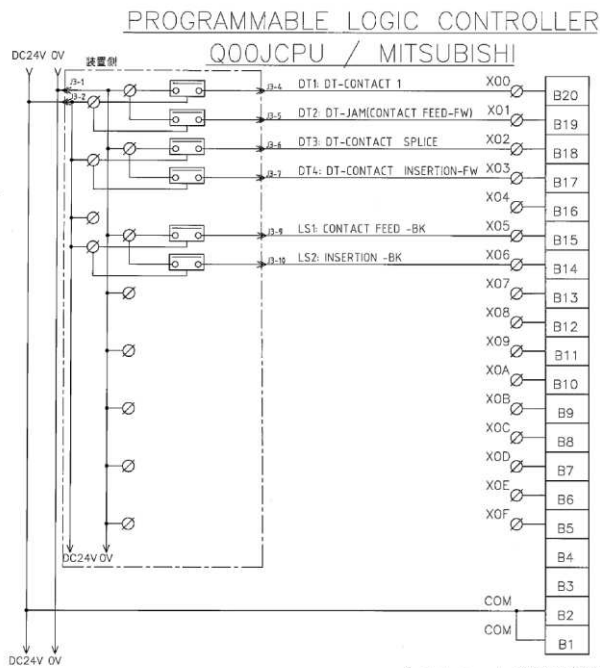 PROGRAMMABLE LOGIC CONTROLLER
Q00JCPU / MITSUBISHI
DC24V 0V
装置側
J3-1
J3-2
J3-4 DT1: DT-CONTACT 1 X00 B20
J3-5 DT2: DT-JAM(CONTACT FEED-FW) X01 B19
J3-6 DT3: DT-CONTACT SPLICE X02 B18
J3-7 DT4: DT-CONTACT INSERTION-FW X03 B17
X04 B16
J3-9 LS1: CONTACT FEED -BK X05 B15
J3-10 LS2: INSERTION -BK X06 B14
X07 B13
X08 B12
X09 B11
X0A B10
X0B B9
X0C B8
X0D B7
X0E B6
X0F B5
DC24V 0V B4
B3
COM B2
COM B1
DC24V 0V